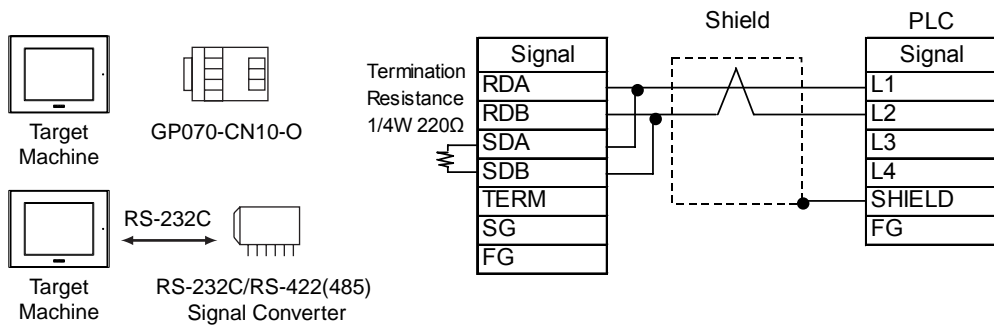 Target
Machine
GP070-CN10-O
Target
Machine
RS-232C
RS-232C/RS-422(485)
Signal Converter
Termination
Resistance
1/4W 220Ω
Signal
RDA
RDB
SDA
SDB
TERM
SG
FG
Shield
PLC
Signal
L1
L2
L3
L4
SHIELD
FG